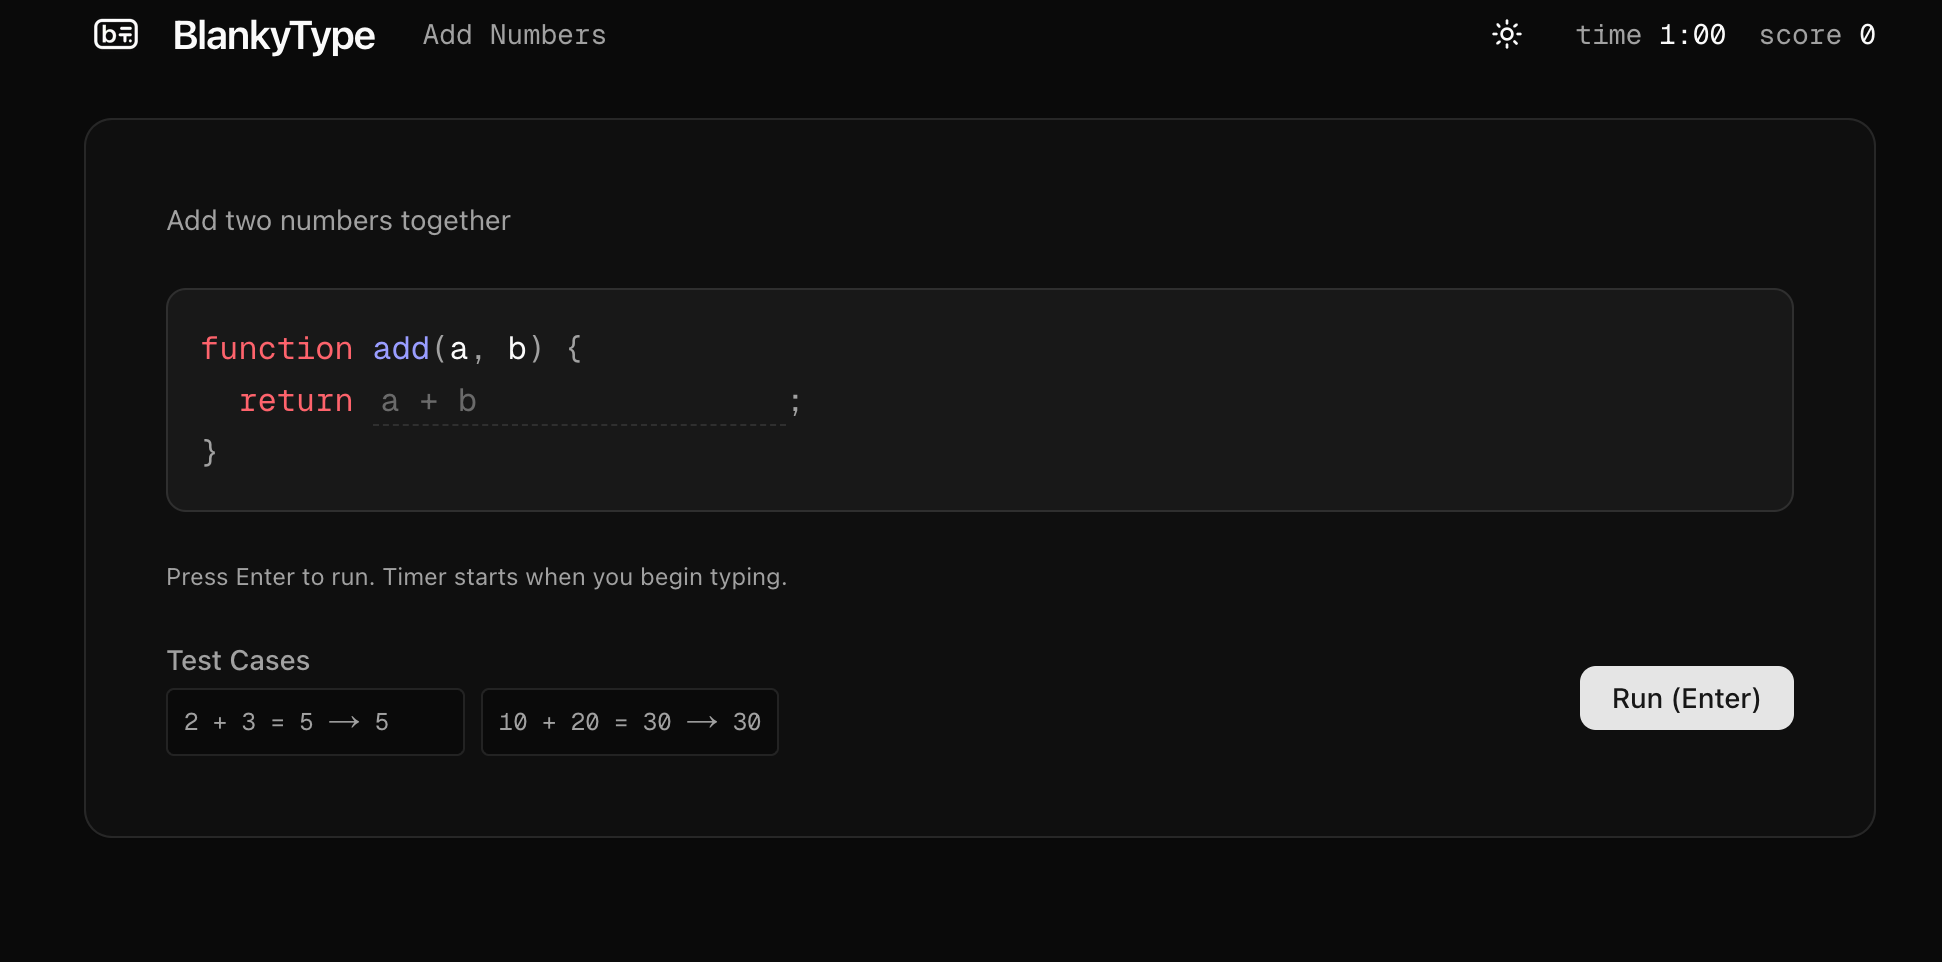 b BlankyType Add Numbers time 1:00 score 0
Add two numbers together
function add(a, b) {
  return a + b ;
}
Press Enter to run. Timer starts when you begin typing.
Test Cases
2 + 3 = 5 ⟶ 5
10 + 20 = 30 ⟶ 30
Run (Enter)